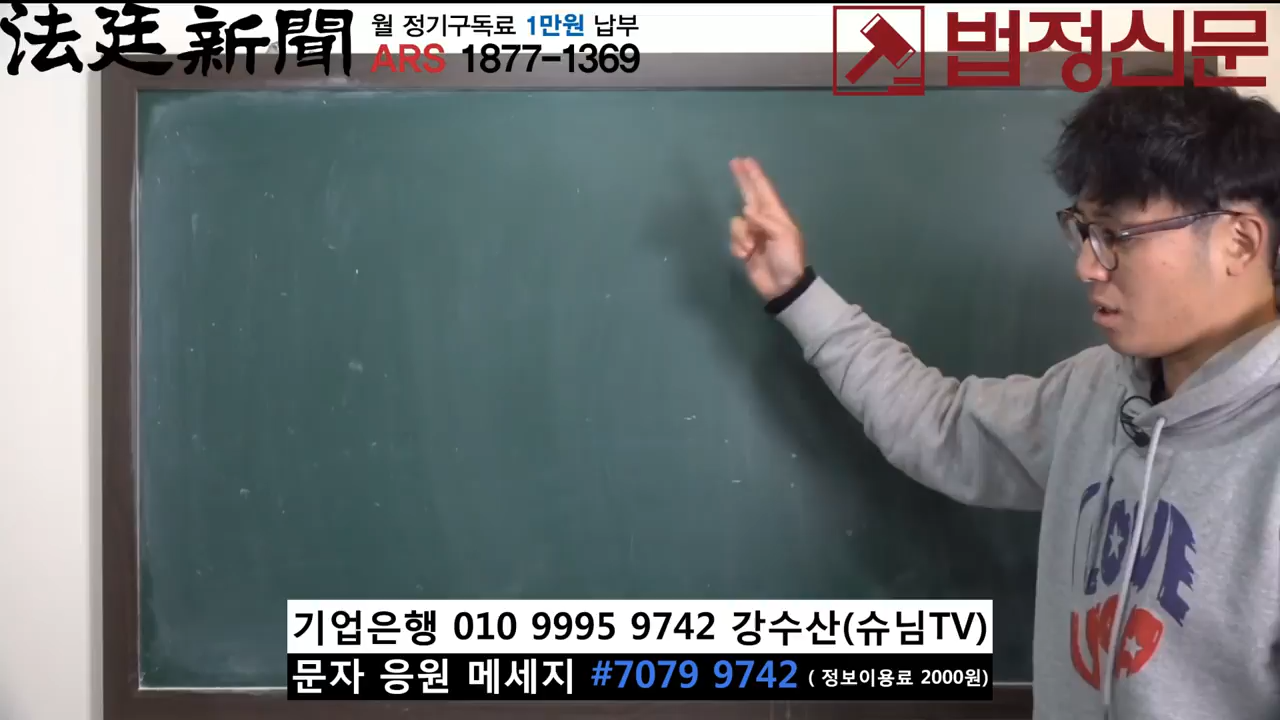 法廷新聞
월 정기구독료 1만원 납부
ARS 1877-1369
법정신문
LOVE
기업은행 010 9995 9742 강수산(슈님TV)
문자 응원 메세지 #7079 9742 ( 정보이용료 2000원)